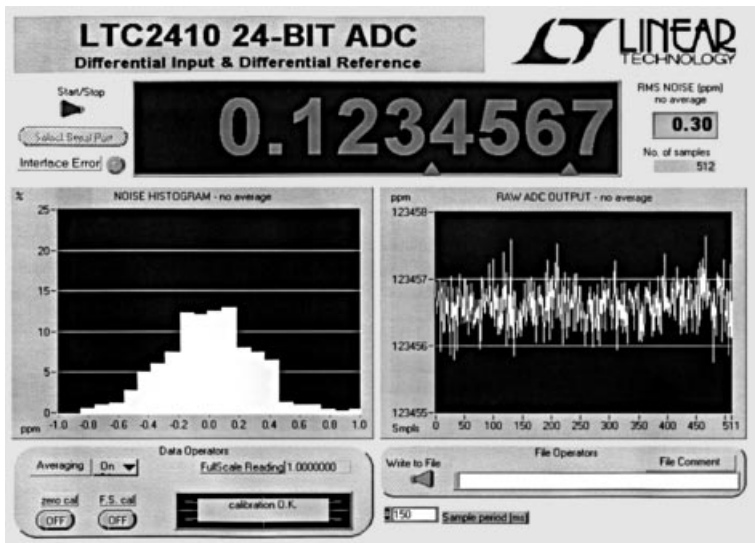 LTC2410 24-BIT ADC
Differential Input & Differential Reference
LINEAR
TECHNOLOGY
Start/Stop
Select Serial Port
Interface Error
0.1234567
RMS NOISE (ppm)
no average
0.30
No. of samples
512
%
NOISE HISTOGRAM - no average
25-
20-
15-
10-
5-
0-
ppm
-1.0 -0.8 -0.6 -0.4 -0.2 0.0 0.2 0.4 0.6 0.8 1.0
ppm
RAW ADC OUTPUT - no average
123458-
123457-
123456-
123455-
Smpls
0 50 100 150 200 250 300 350 400 450 511
Data Operators
Averaging On
FullScale Reading 1.0000000
zero cal F.S. cal
OFF OFF
calibration O.K.
File Operators
Write to File
File Comment
150 Sample period (ms)